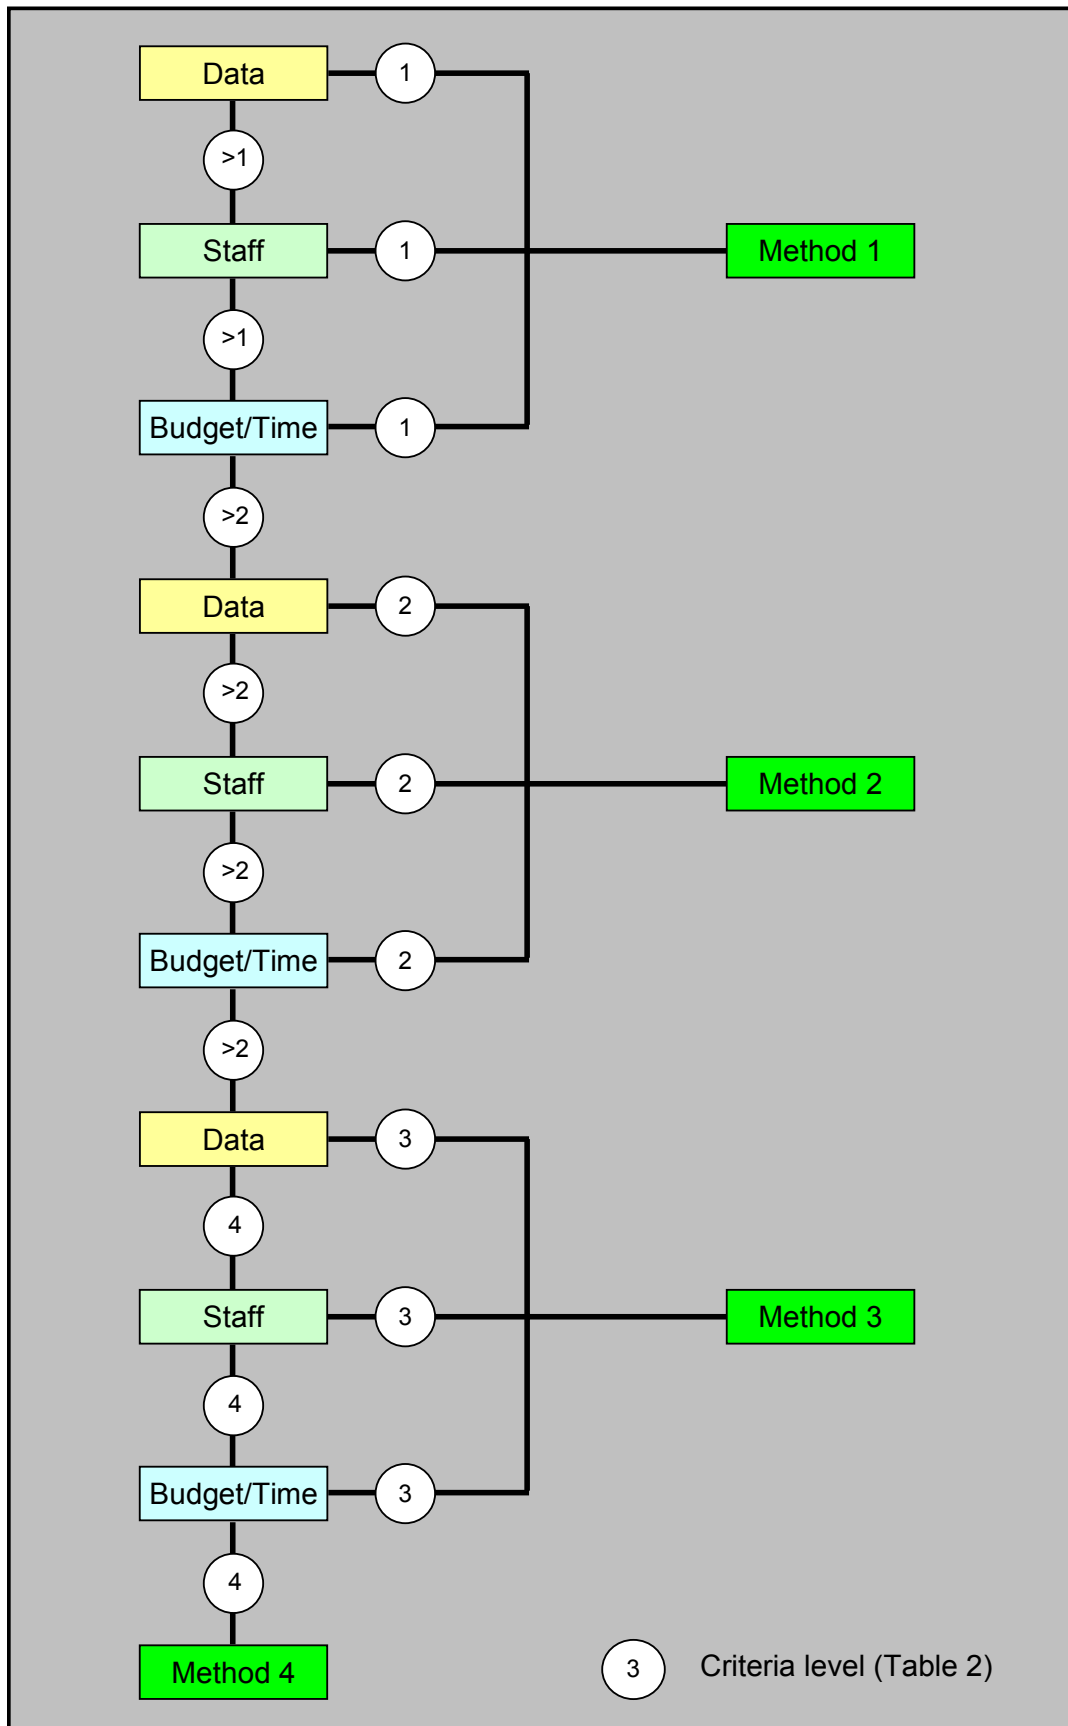 Data
1
>1
Staff
1
Method 1
>1
Budget/Time
1
>2
Data
2
>2
Staff
2
Method 2
>2
Budget/Time
2
>2
Data
3
4
Staff
3
Method 3
4
Budget/Time
3
4
Method 4
3
Criteria level (Table 2)